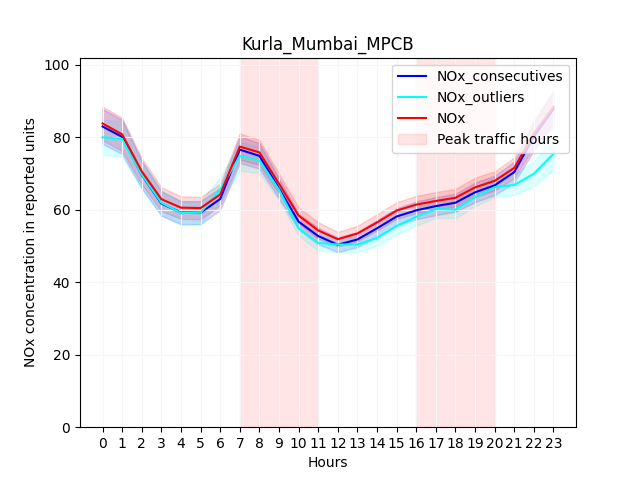 Kurla_Mumbai_MPCB
NOx concentration in reported units
100
80
60
40
20
0
NOx_consecutives
NOx_outliers
NOx
Peak traffic hours
0 1 2 3 4 5 6 7 8 9 10 11 12 13 14 15 16 17 18 19 20 21 22 23
Hours